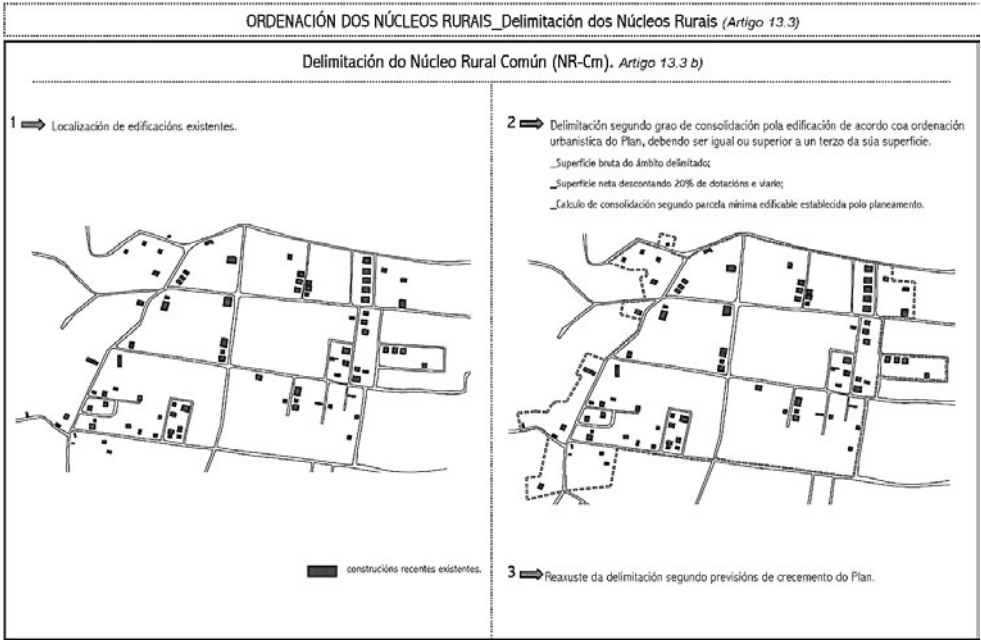 ORDENACIÓN DOS NÚCLEOS RURAIS_Delimitación dos Núcleos Rurais (Artigo 13.3)
Delimitación do Núcleo Rural Común (NR-Cm). Artigo 13.3 b)
1 Localización de edificacións existentes.
construcións recentes existentes.
2 Delimitación segundo grao de consolidación pola edificación de acordo coa ordenación
urbanistica do Plan, debendo ser igual ou superior a un terzo da súa superficie.
_Superficie bruta do ámbito delimitado;
_Superficie neta descontando 20% de dotacións e viario;
_Calculo de consolidación segundo parcela mínima edificable establecida polo planeamento.
3 Reaxuste da delimitación segundo previsións de crecemento do Plan.